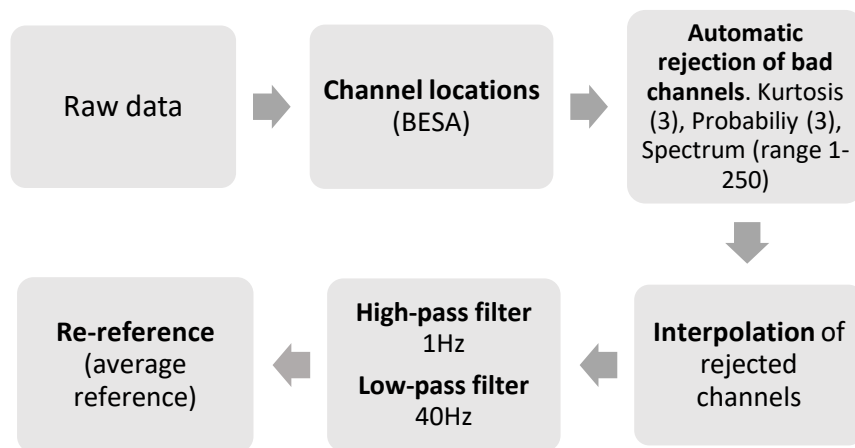 Raw data
Channel locations
(BESA)
Automatic
rejection of bad
channels. Kurtosis
(3), Probabiliy (3),
Spectrum (range 1-
250)
Interpolation of
rejected
channels
High-pass filter
1Hz
Low-pass filter
40Hz
Re-reference
(average
reference)